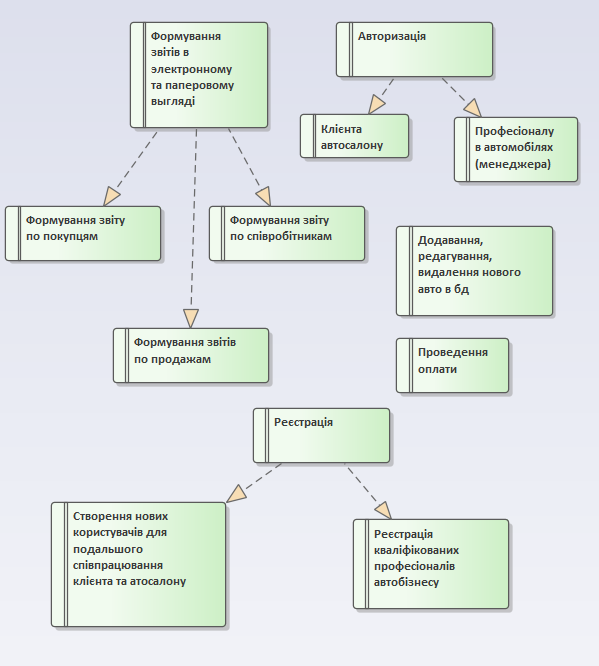 Формування
звітів в
электронному
та паперовому
вигляді
Авторизація
Клієнта
автосалону
Професіоналу
в автомобілях
(менеджера)
Формування звіту
по покупцям
Формування звіту
по співробітникам
Додавання,
редагування,
видалення нового
авто в бд
Формування звітів
по продажам
Проведення
оплати
Реєстрація
Створення нових
користувачів для
подальшого
співпрацювання
клієнта та атосалону
Реєстрація
кваліфікованих
професіоналів
автобізнесу